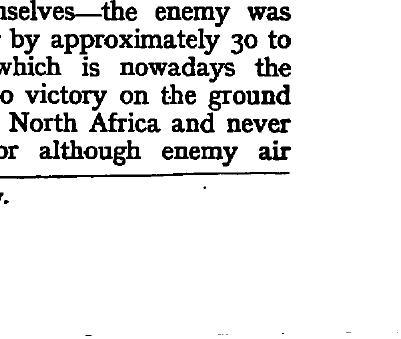 nselves—the enemy was
by approximately 30 to
which is nowadays the
o victory on the ground
North Africa and never
or although enemy air